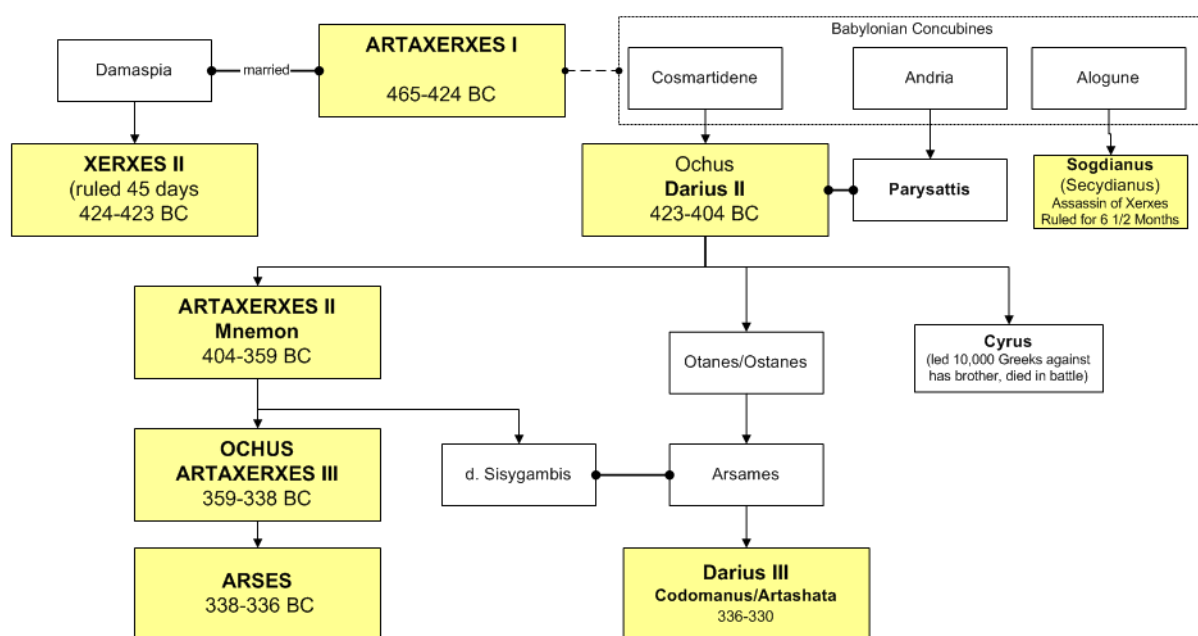 Babylonian Concubines
Damaspia
married
ARTAXERXES I
465-424 BC
Cosmartidene
Andria
Alogune
XERXES II
(ruled 45 days
424-423 BC
Ochus
Darius II
423-404 BC
Parysattis
Sogdianus
(Secydianus)
Assassin of Xerxes
Ruled for 6 1/2 Months
ARTAXERXES II
Mnemon
404-359 BC
Otanes/Ostanes
Cyrus
(led 10,000 Greeks against
has brother, died in battle)
OCHUS
ARTAXERXES III
359-338 BC
d. Sisygambis
Arsames
ARSES
338-336 BC
Darius III
Codomanus/Artashata
336-330